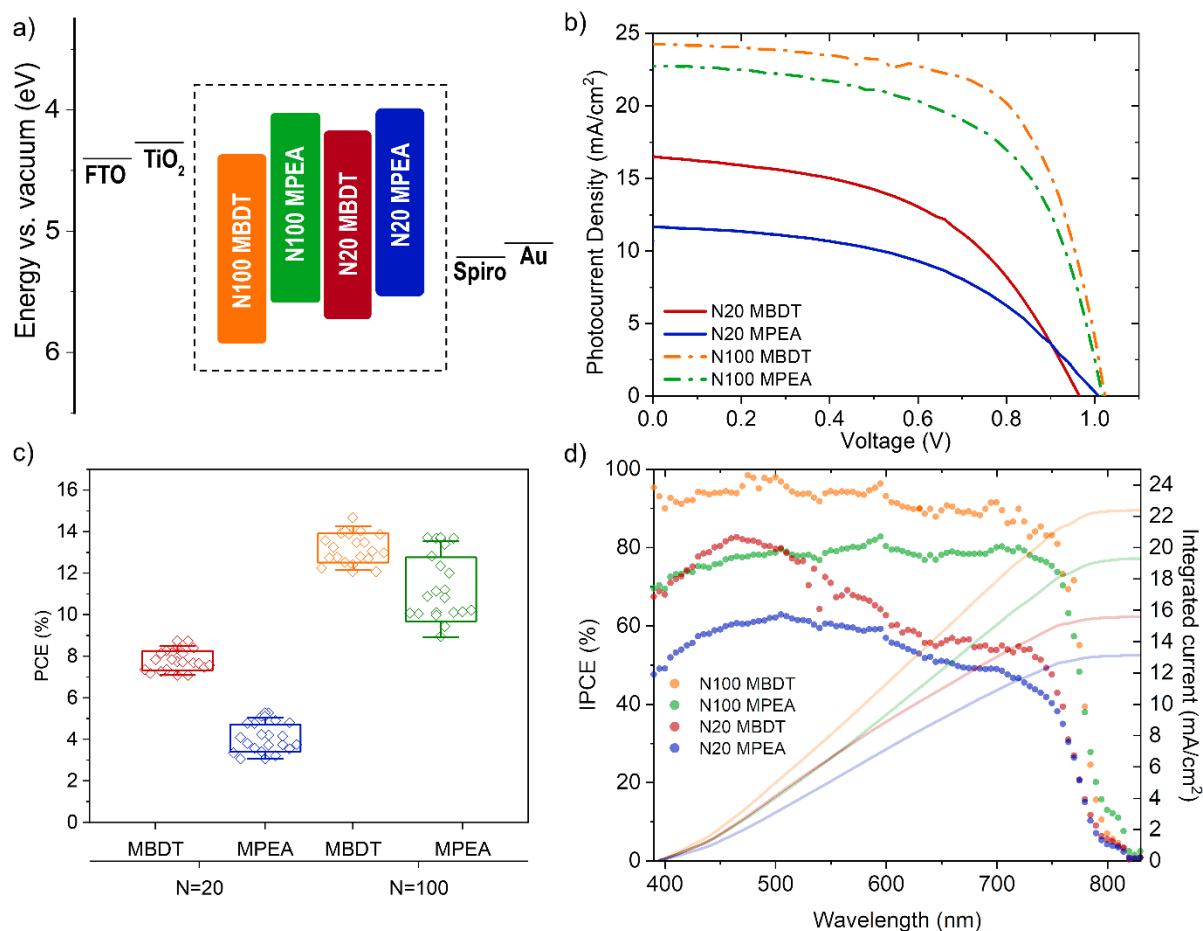 a)
Energy vs. vacuum (eV)
4
5
6
FTO
TiO2
N100 MBDT
N100 MPEA
N20 MBDT
N20 MPEA
Spiro
Au
b)
Photocurrent Density (mA/cm2)
25
20
15
10
5
0
N20 MBDT
N20 MPEA
N100 MBDT
N100 MPEA
0.0 0.2 0.4 0.6 0.8 1.0
Voltage (V)
c)
PCE (%)
16
14
12
10
8
6
4
2
0
MBDT MPEA MBDT MPEA
N=20 N=100
d)
IPCE (%)
100
80
60
40
20
0
N100 MBDT
N100 MPEA
N20 MBDT
N20 MPEA
24
22
20
18
16
14
12
10
8
6
4
2
0
Integrated current (mA/cm2)
400 500 600 700 800
Wavelength (nm)